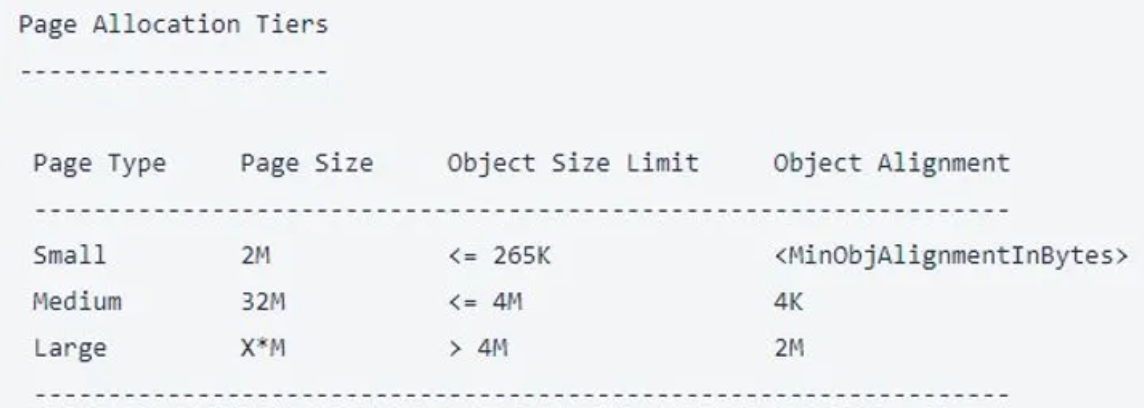 Page Allocation Tiers
---------------------
Page Type     Page Size     Object Size Limit     Object Alignment
------------------------------------------------------------------
Small         2M            <= 265K               <MinObjAlignmentInBytes>
Medium        32M           <= 4M                 4K
Large         X*M           > 4M                  2M
------------------------------------------------------------------